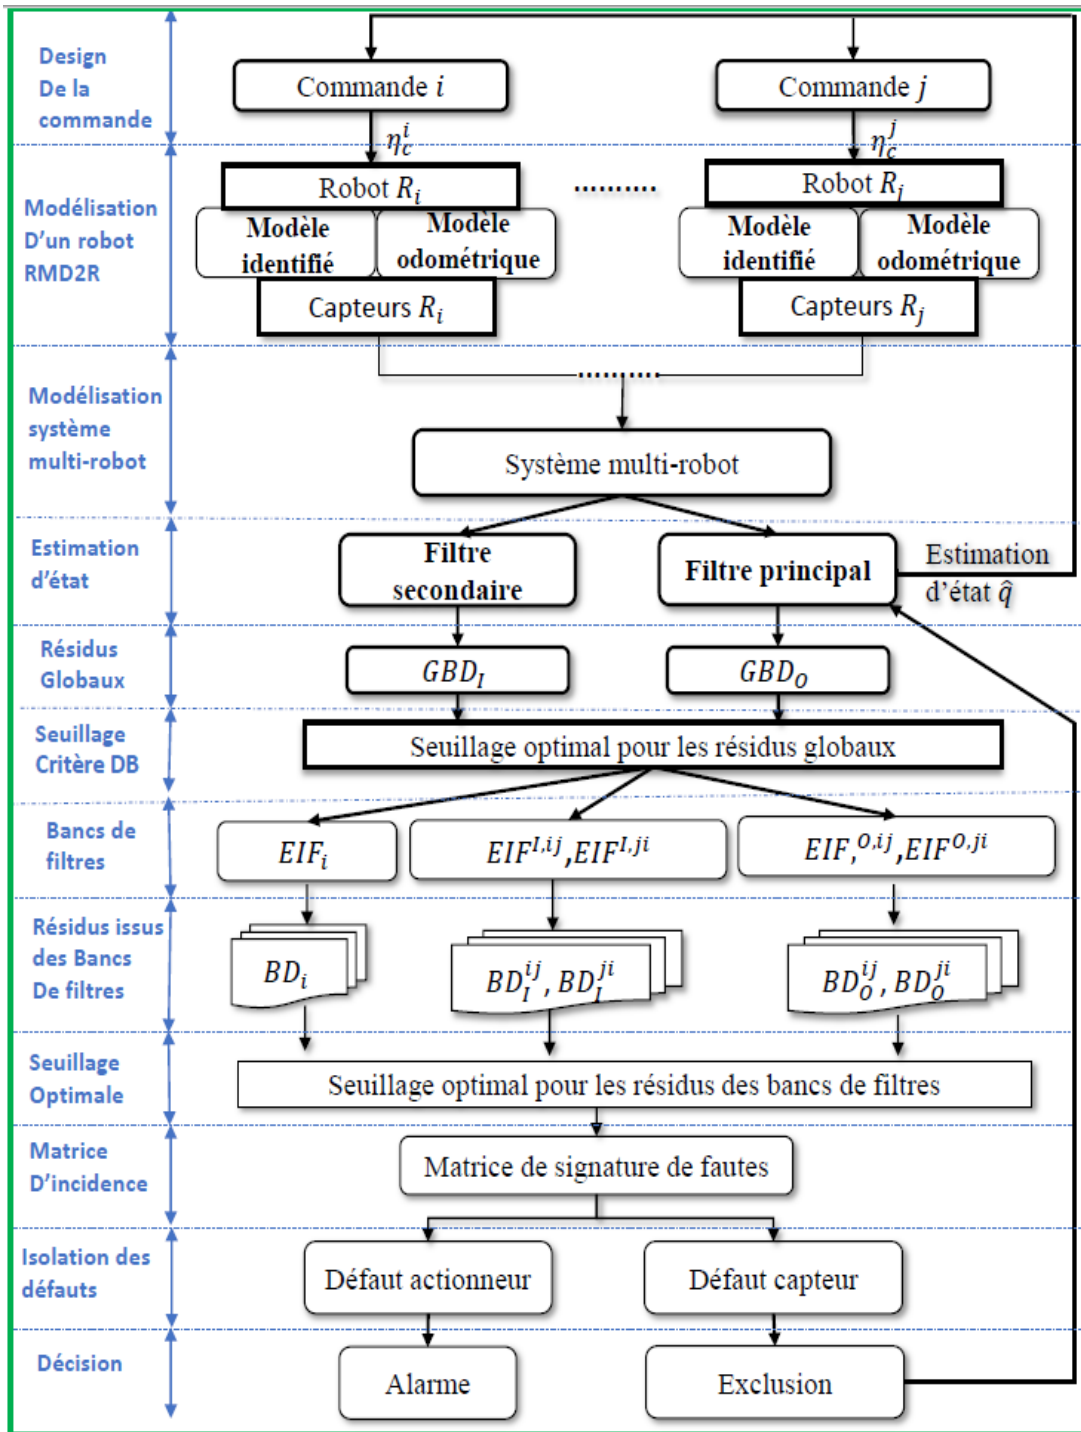 Design
De la
commande
Commande i
Commande j
η_c^i
η_c^j
Modélisation
D'un robot
RMD2R
Robot R_i
..........
Robot R_j
Modèle
identifié
Modèle
odométrique
Modèle
identifié
Modèle
odométrique
Capteurs R_i
Capteurs R_j
Modélisation
système
multi-robot
..........
Système multi-robot
Estimation
d'état
Filtre
secondaire
Filtre principal
Estimation
d'état q̂
Résidus
Globaux
GBD_I
GBD_O
Seuillage
Critère DB
Seuillage optimal pour les résidus globaux
Bancs de
filtres
EIF_i
EIF^{I,ij},EIF^{I,ji}
EIF,^{O,ij},EIF^{O,ji}
Résidus issus
des Bancs
De filtres
BD_i
BD_I^{ij}, BD_I^{ji}
BD_O^{ij}, BD_O^{ji}
Seuillage
Optimale
Seuillage optimal pour les résidus des bancs de filtres
Matrice
D'incidence
Matrice de signature de fautes
Isolation des
défauts
Défaut actionneur
Défaut capteur
Décision
Alarme
Exclusion